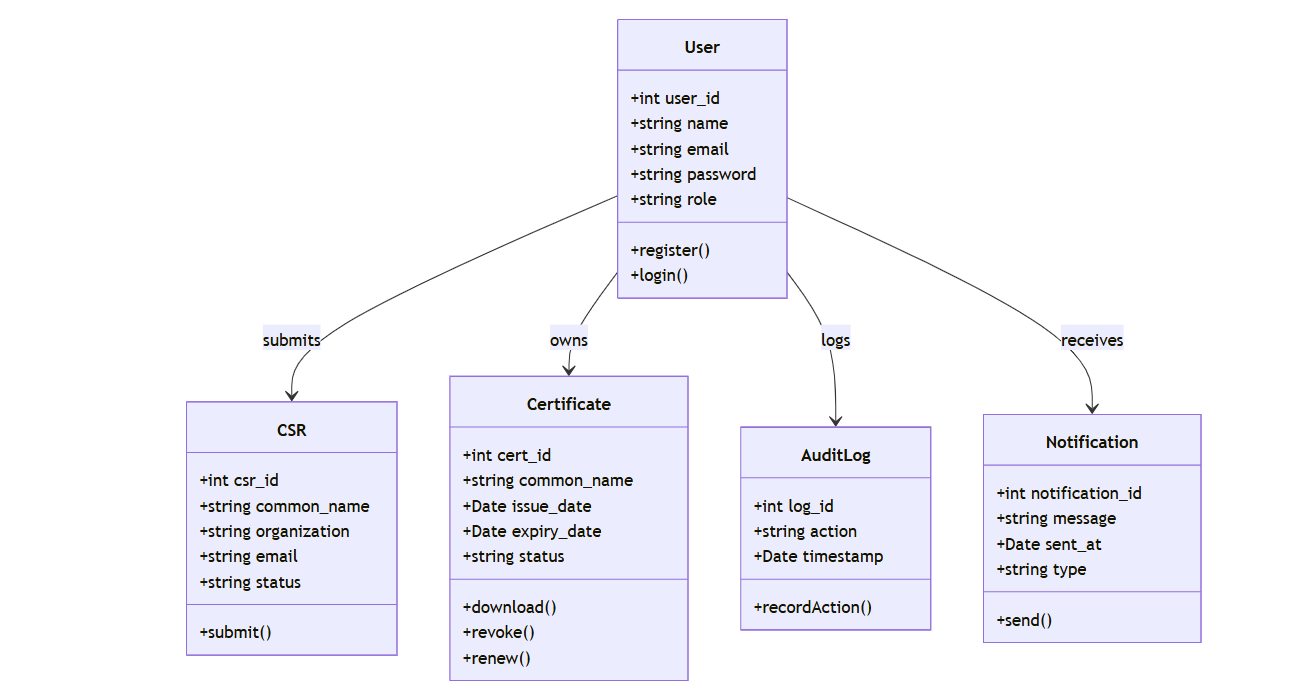 User
+int user_id
+string name
+string email
+string password
+string role
+register()
+login()
submits
owns
logs
receives
CSR
+int csr_id
+string common_name
+string organization
+string email
+string status
+submit()
Certificate
+int cert_id
+string common_name
+Date issue_date
+Date expiry_date
+string status
+download()
+revoke()
+renew()
AuditLog
+int log_id
+string action
+Date timestamp
+recordAction()
Notification
+int notification_id
+string message
+Date sent_at
+string type
+send()